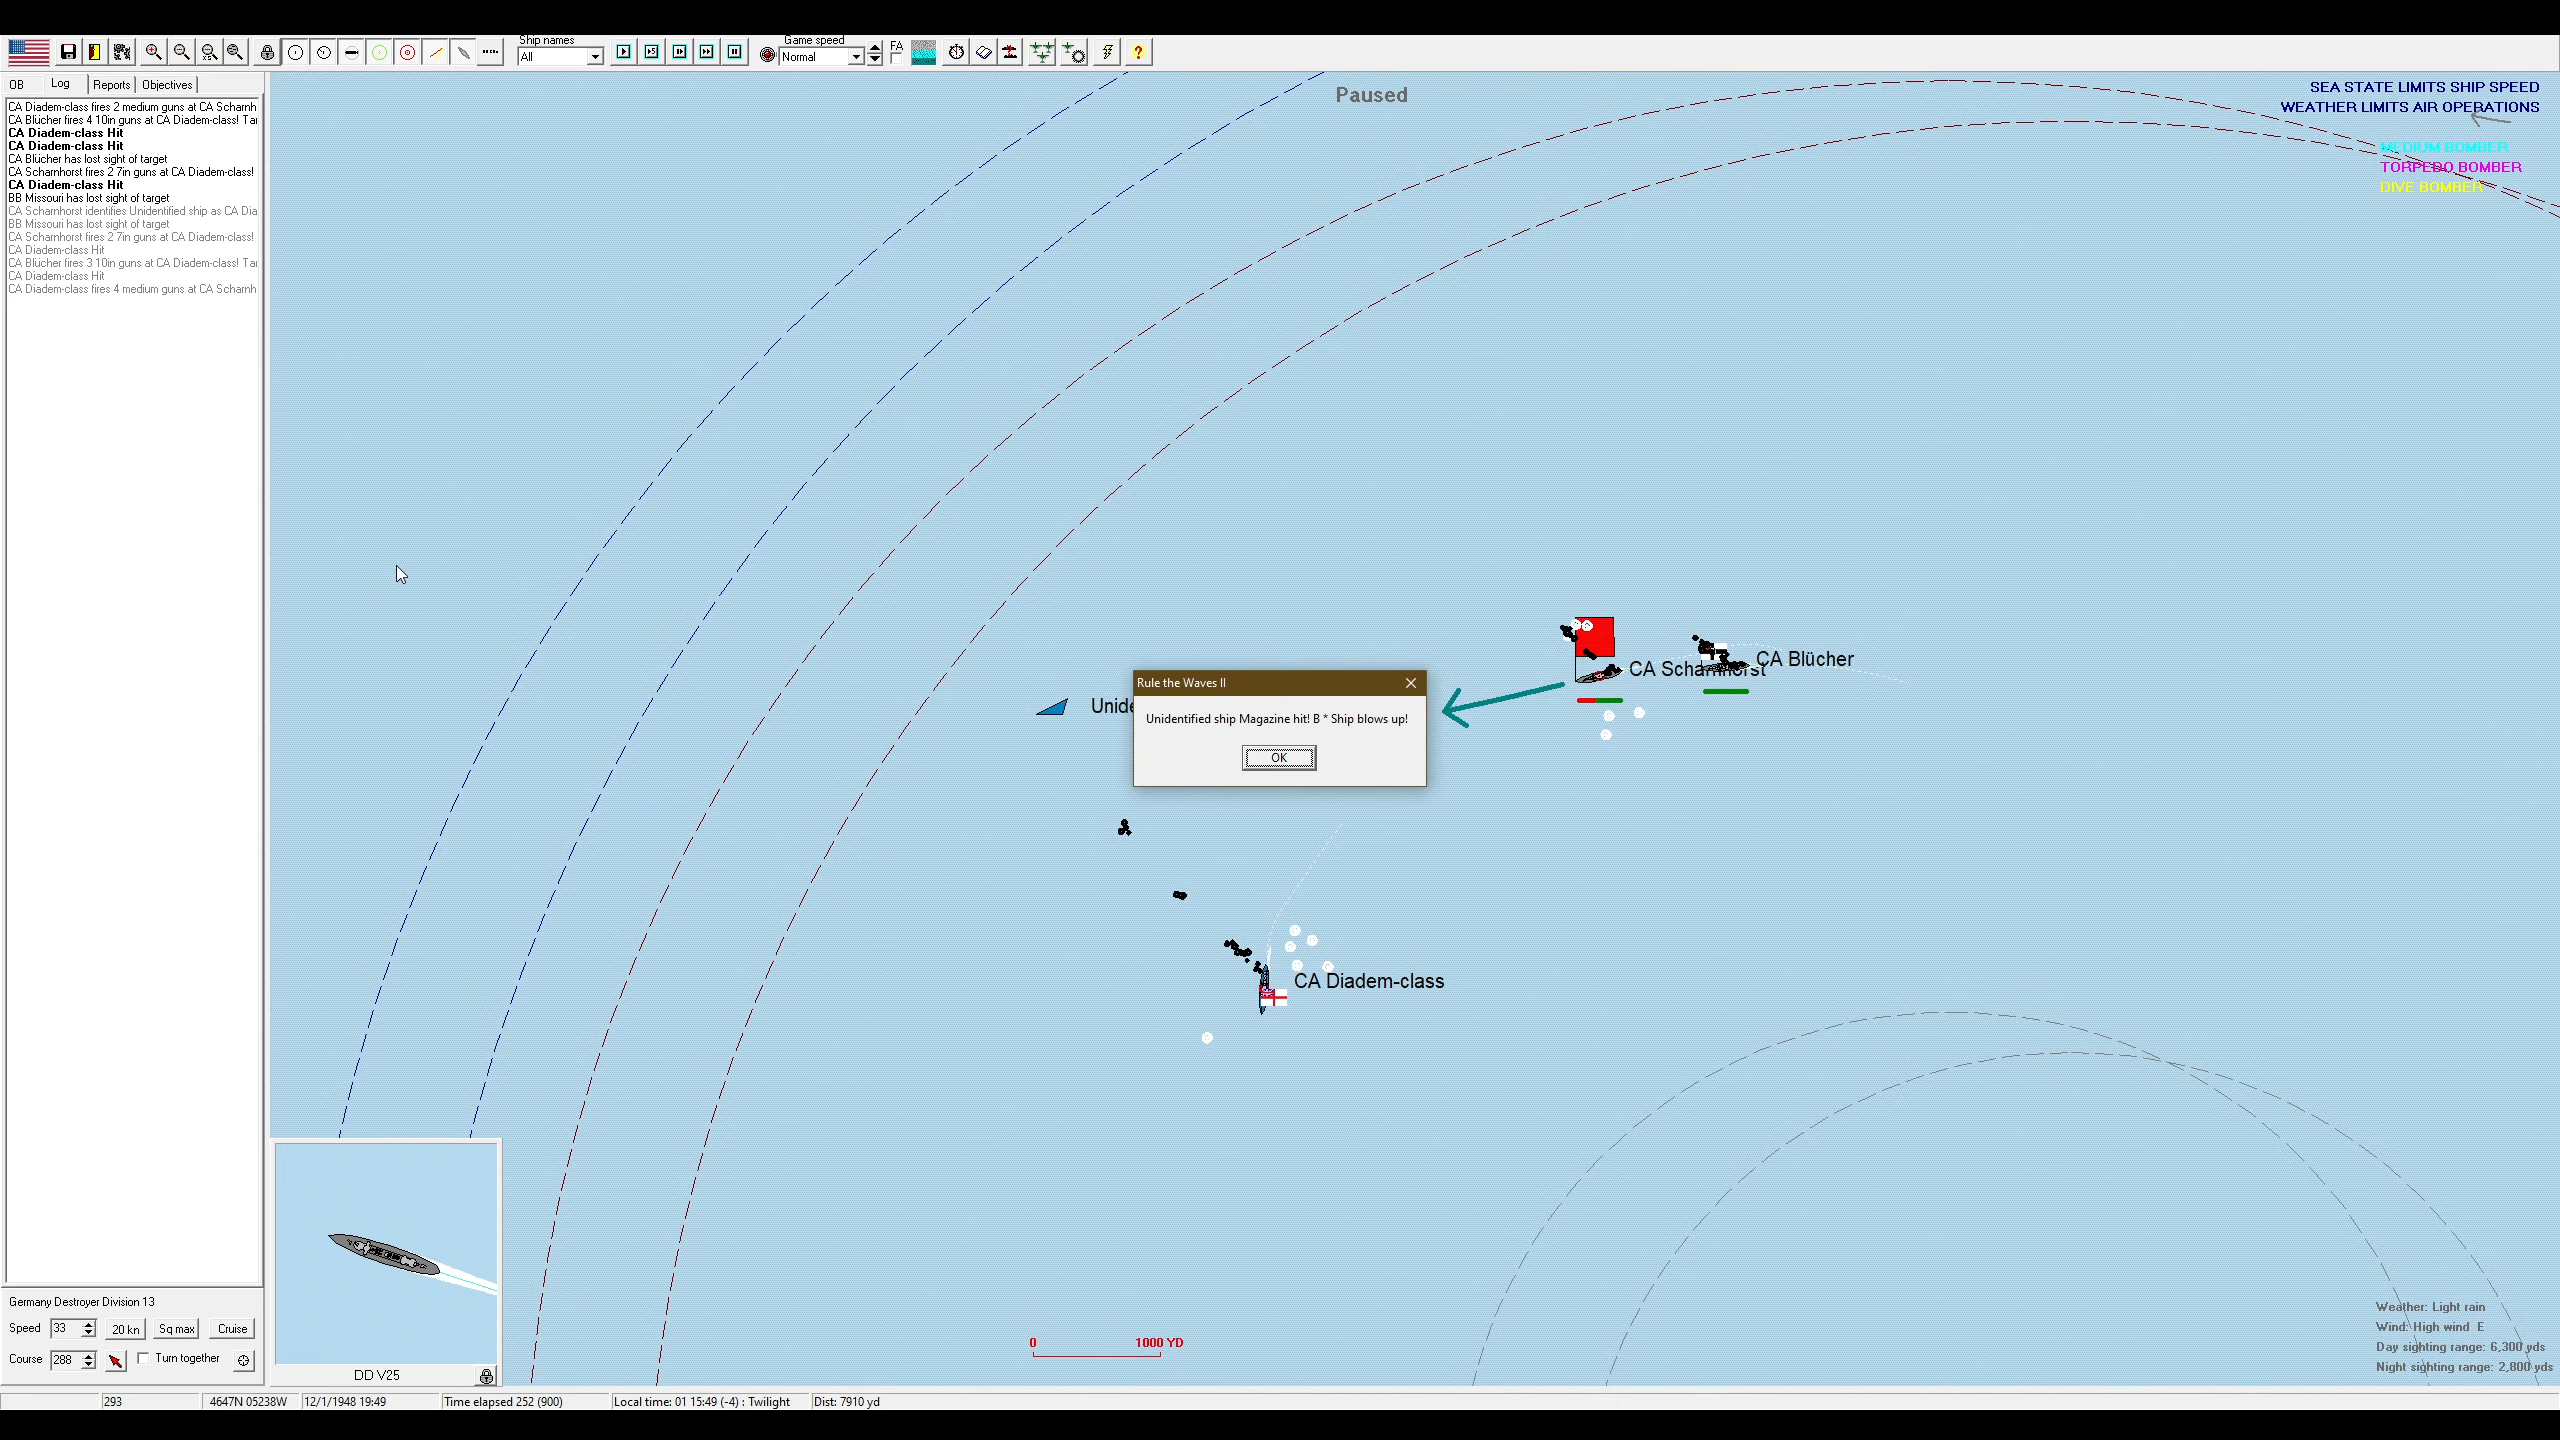 Ship names
All
Game speed
Normal
FA
OB
Log
Reports
Objectives
CA Diadem-class fires 2 medium guns at CA Scharnh
CA Blücher fires 4 10in guns at CA Diadem-class! Ta
CA Diadem-class Hit
CA Diadem-class Hit
CA Blücher has lost sight of target
CA Scharnhorst fires 2 7in guns at CA Diadem-class!
CA Diadem-class Hit
BB Missouri has lost sight of target
CA Scharnhorst identifies Unidentified ship as CA Dia
BB Missouri has lost sight of target
CA Scharnhorst fires 2 7in guns at CA Diadem-class!
CA Diadem-class Hit
CA Blücher fires 3 10in guns at CA Diadem-class! Ta
CA Diadem-class Hit
CA Diadem-class fires 4 medium guns at CA Scharnh
Paused
SEA STATE LIMITS SHIP SPEED
WEATHER LIMITS AIR OPERATIONS
MEDIUM BOMBER
TORPEDO BOMBER
DIVE BOMBER
CA Scharnhorst
CA Blücher
Unide
Rule the Waves II
Unidentified ship Magazine hit! B * Ship blows up!
OK
CA Diadem-class
0
1000 YD
Weather: Light rain
Wind: High wind E
Day sighting range: 6,300 yds
Night sighting range: 2,800 yds
Germany Destroyer Division 13
Speed 33 20 kn Sq max Cruise
Course 288 Turn together
DD V25
293
4647N 05238W
12/1/1948 19:49
Time elapsed 252 (900)
Local time: 01 15:49 (-4) : Twilight
Dist: 7910 yd